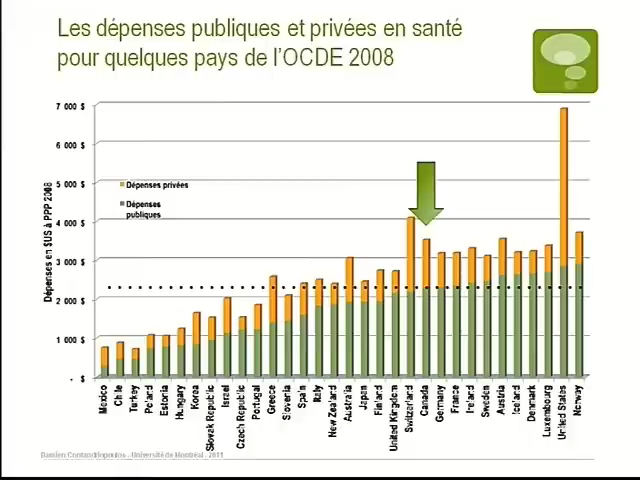 Les dépenses publiques et privées en santé
pour quelques pays de l'OCDE 2008
7 000 $
6 000 $
5 000 $
4 000 $
3 000 $
2 000 $
1 000 $
- $
Dépenses en $US à PPP 2008
Dépenses privées
Dépenses
publiques
Mexico
Chile
Turkey
Poland
Estonia
Hungary
Korea
Slovak Republic
Israel
Czech Republic
Portugal
Greece
Slovenia
Spain
Italy
New Zealand
Australia
Japan
Finland
United Kingdom
Switzerland
Canada
Germany
France
Ireland
Sweden
Austria
Iceland
Denmark
Luxembourg
United States
Norway
Damien Contandriopoulos - Université de Montréal - 2011